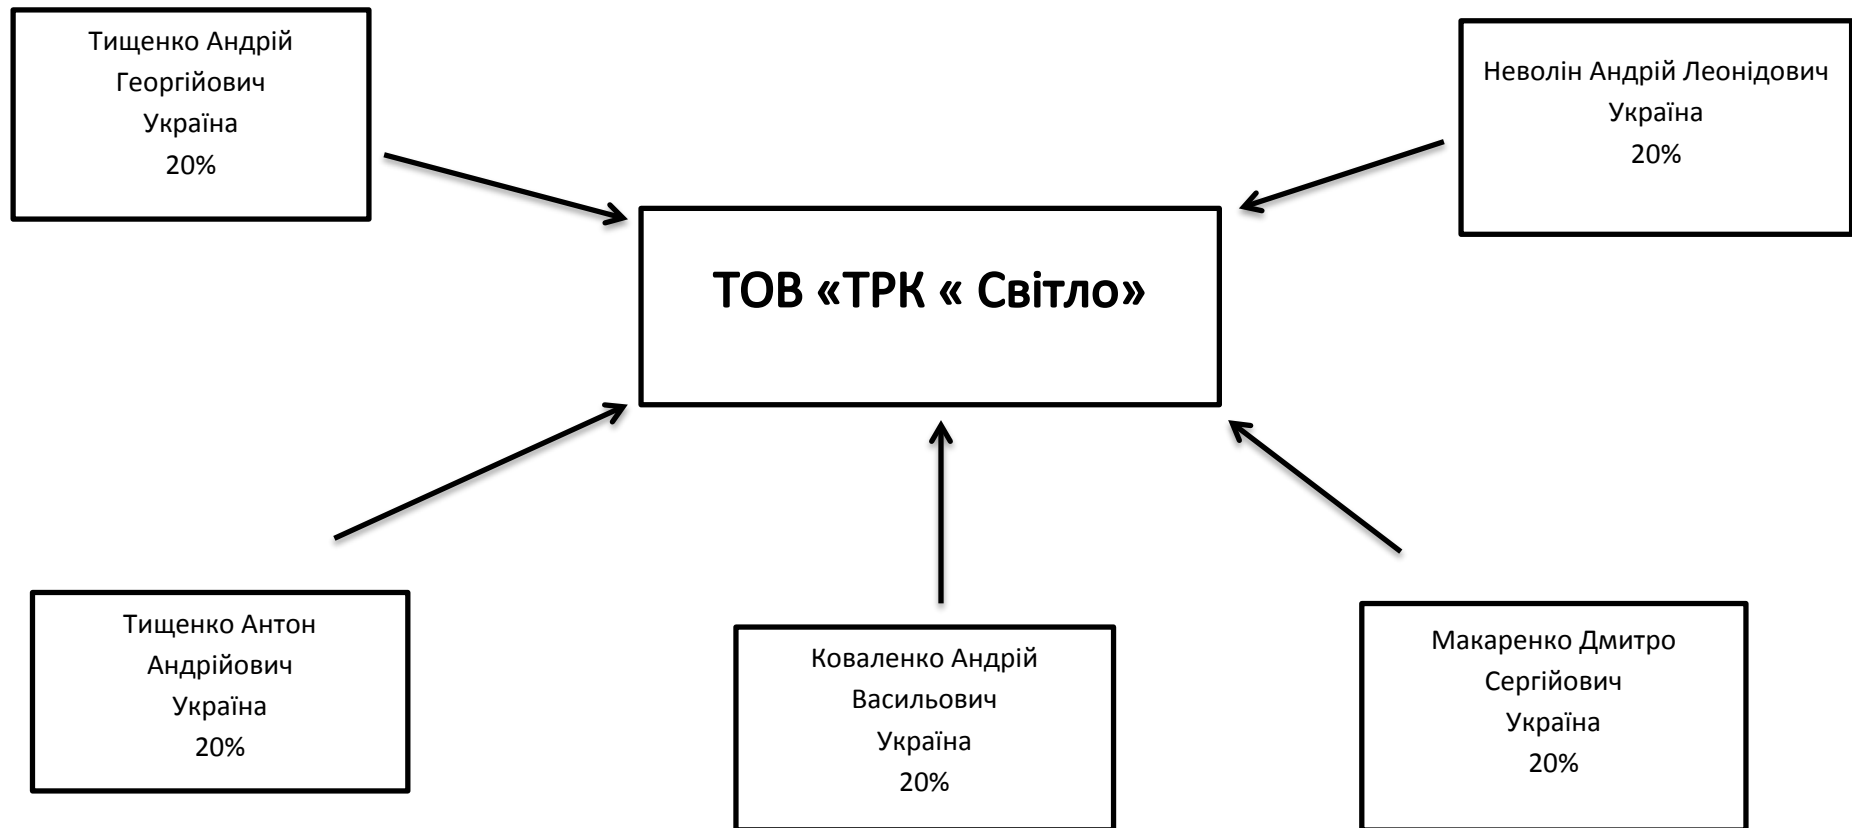 Тищенко Андрій
Георгійович
Україна
20%
Неволін Андрій Леонідович
Україна
20%
ТОВ «ТРК « Світло»
Тищенко Антон
Андрійович
Україна
20%
Коваленко Андрій
Васильович
Україна
20%
Макаренко Дмитро
Сергійович
Україна
20%